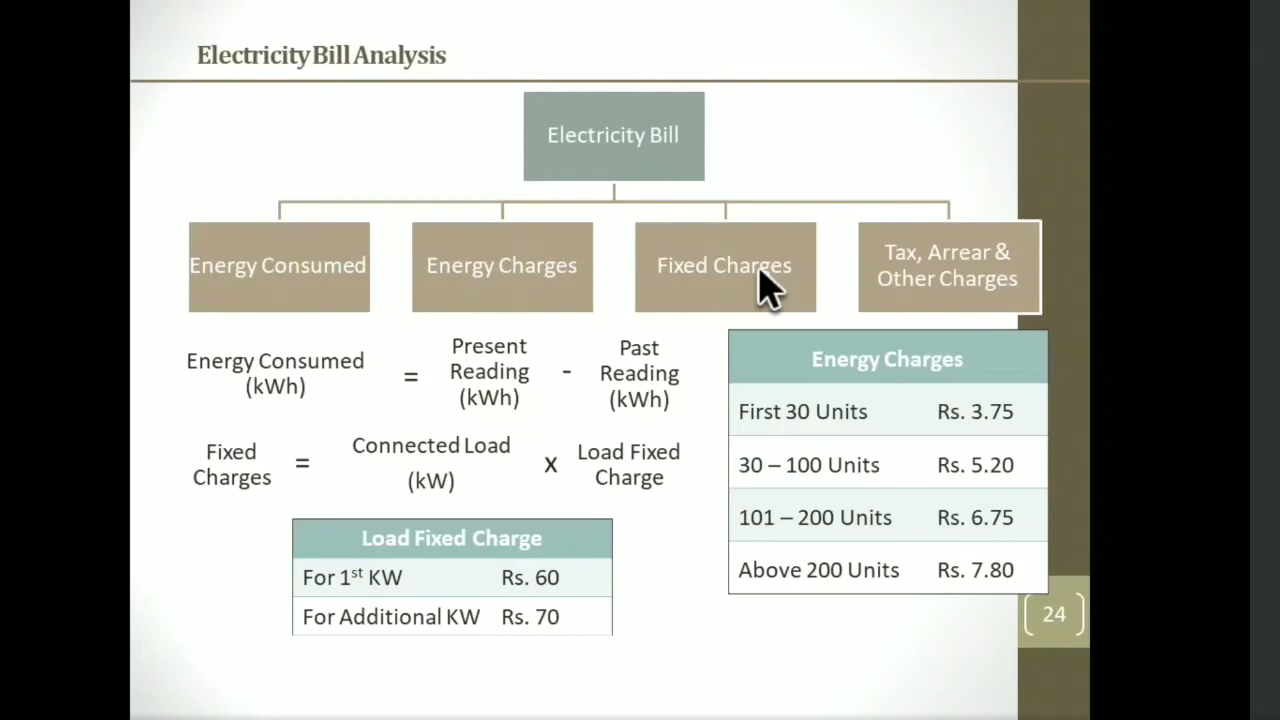 Electricity Bill Analysis
Electricity Bill
Energy Consumed
Energy Charges
Fixed Charges
Tax, Arrear &
Other Charges
Energy Consumed
(kWh)
=
Present
Reading
(kWh)
-
Past
Reading
(kWh)
Fixed
Charges
=
Connected Load
(kW)
x
Load Fixed
Charge
Load Fixed Charge
For 1st KW Rs. 60
For Additional KW Rs. 70
Energy Charges
First 30 Units Rs. 3.75
30 – 100 Units Rs. 5.20
101 – 200 Units Rs. 6.75
Above 200 Units Rs. 7.80
24